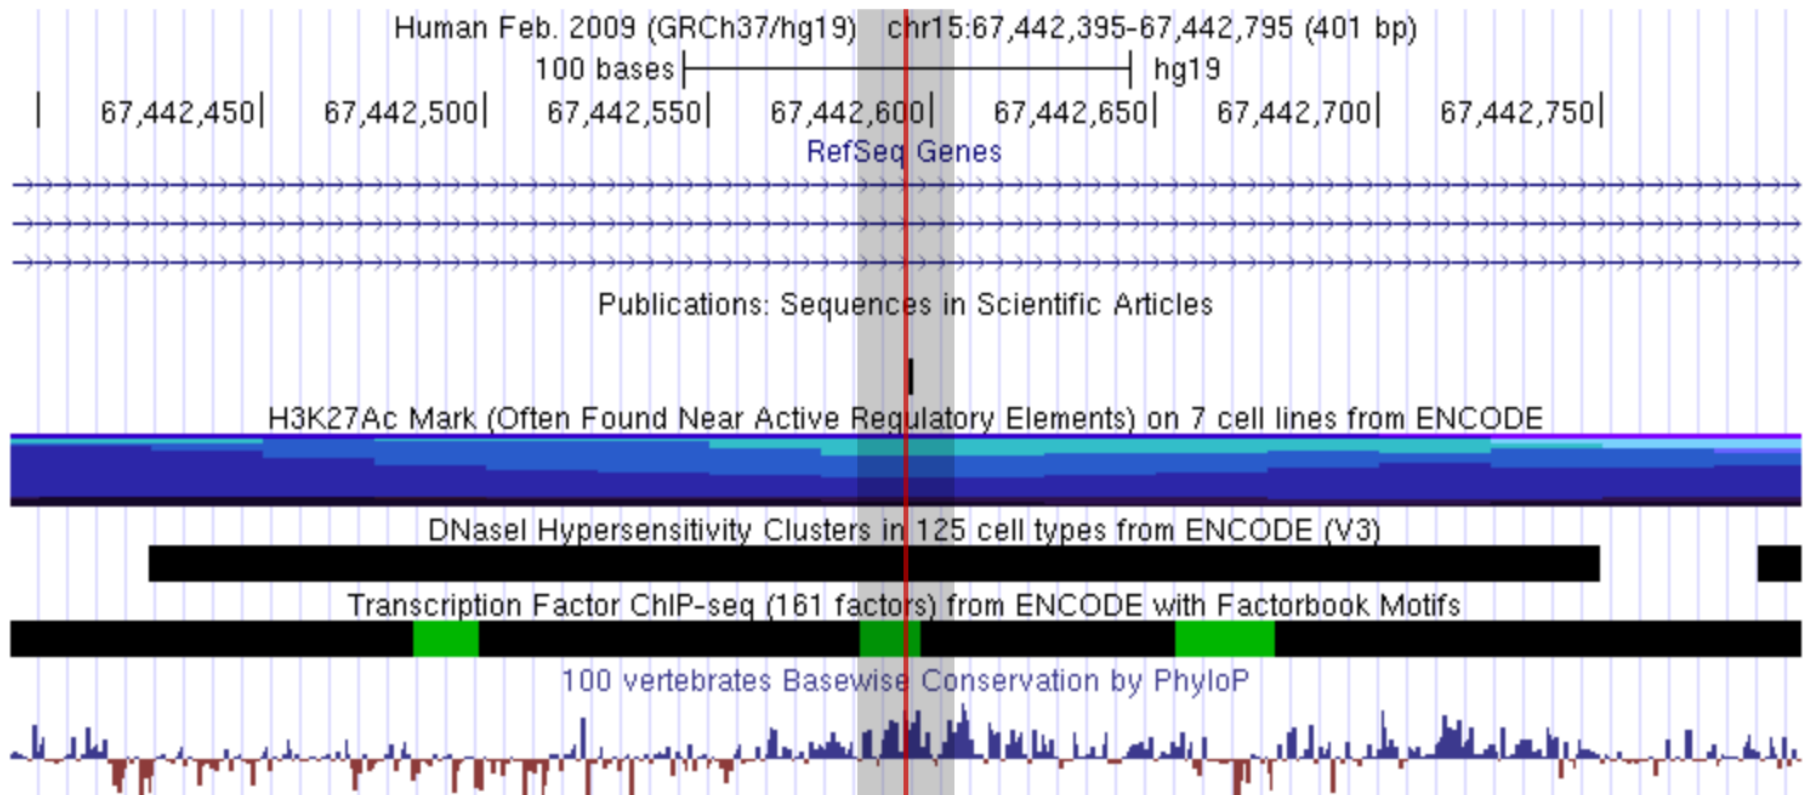 Human Feb. 2009 (GRCh37/hg19) chr15:67,442,395-67,442,795 (401 bp)
100 bases hg19
67,442,450 67,442,500 67,442,550 67,442,600 67,442,650 67,442,700 67,442,750
RefSeq Genes
Publications: Sequences in Scientific Articles
H3K27Ac Mark (Often Found Near Active Regulatory Elements) on 7 cell lines from ENCODE
DNaseI Hypersensitivity Clusters in 125 cell types from ENCODE (V3)
Transcription Factor ChIP-seq (161 factors) from ENCODE with Factorbook Motifs
100 vertebrates Basewise Conservation by PhyloP